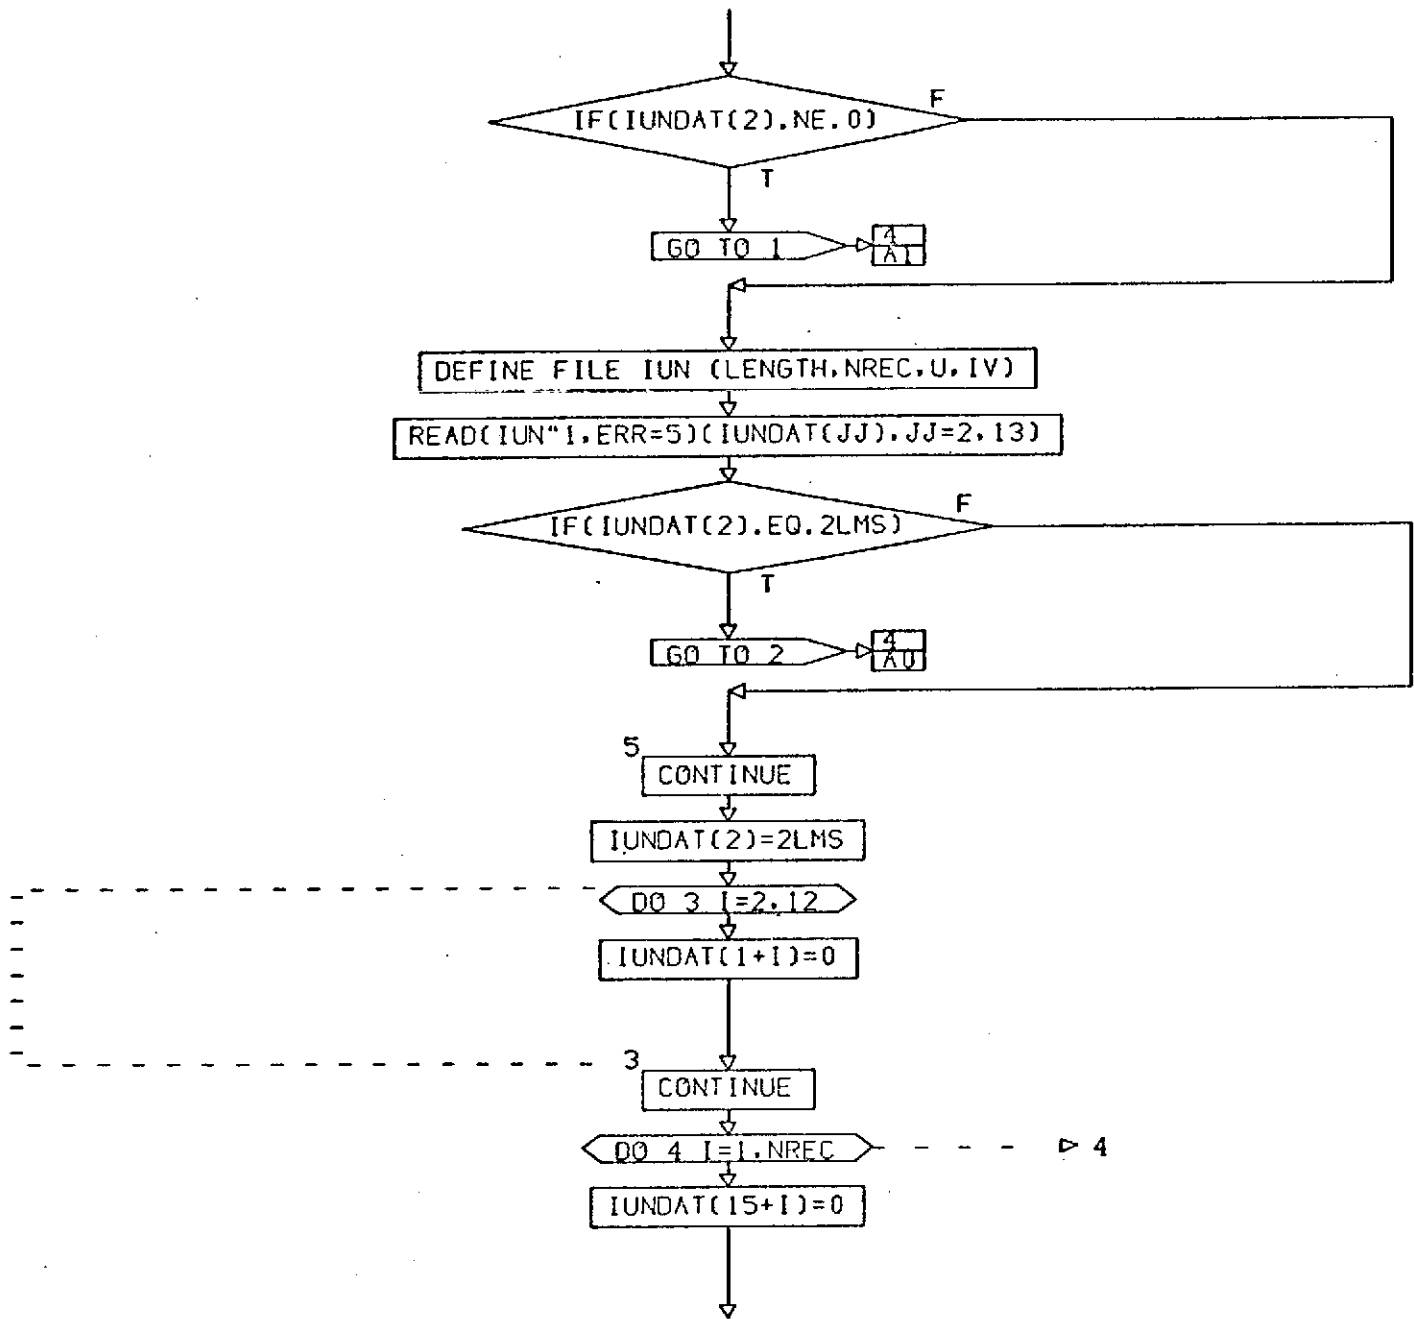 IF(IUNDAT(2).NE.0)
F
T
GO TO 1
4
A1
DEFINE FILE IUN (LENGTH,NREC,U,IV)
READ(IUN"1,ERR=5)(IUNDAT(JJ),JJ=2,13)
IF(IUNDAT(2).EQ.2LMS)
F
T
GO TO 2
4
A0
5
CONTINUE
IUNDAT(2)=2LMS
DO 3 I=2,12
IUNDAT(1+I)=0
3
CONTINUE
DO 4 I=1,NREC
4
IUNDAT(15+I)=0